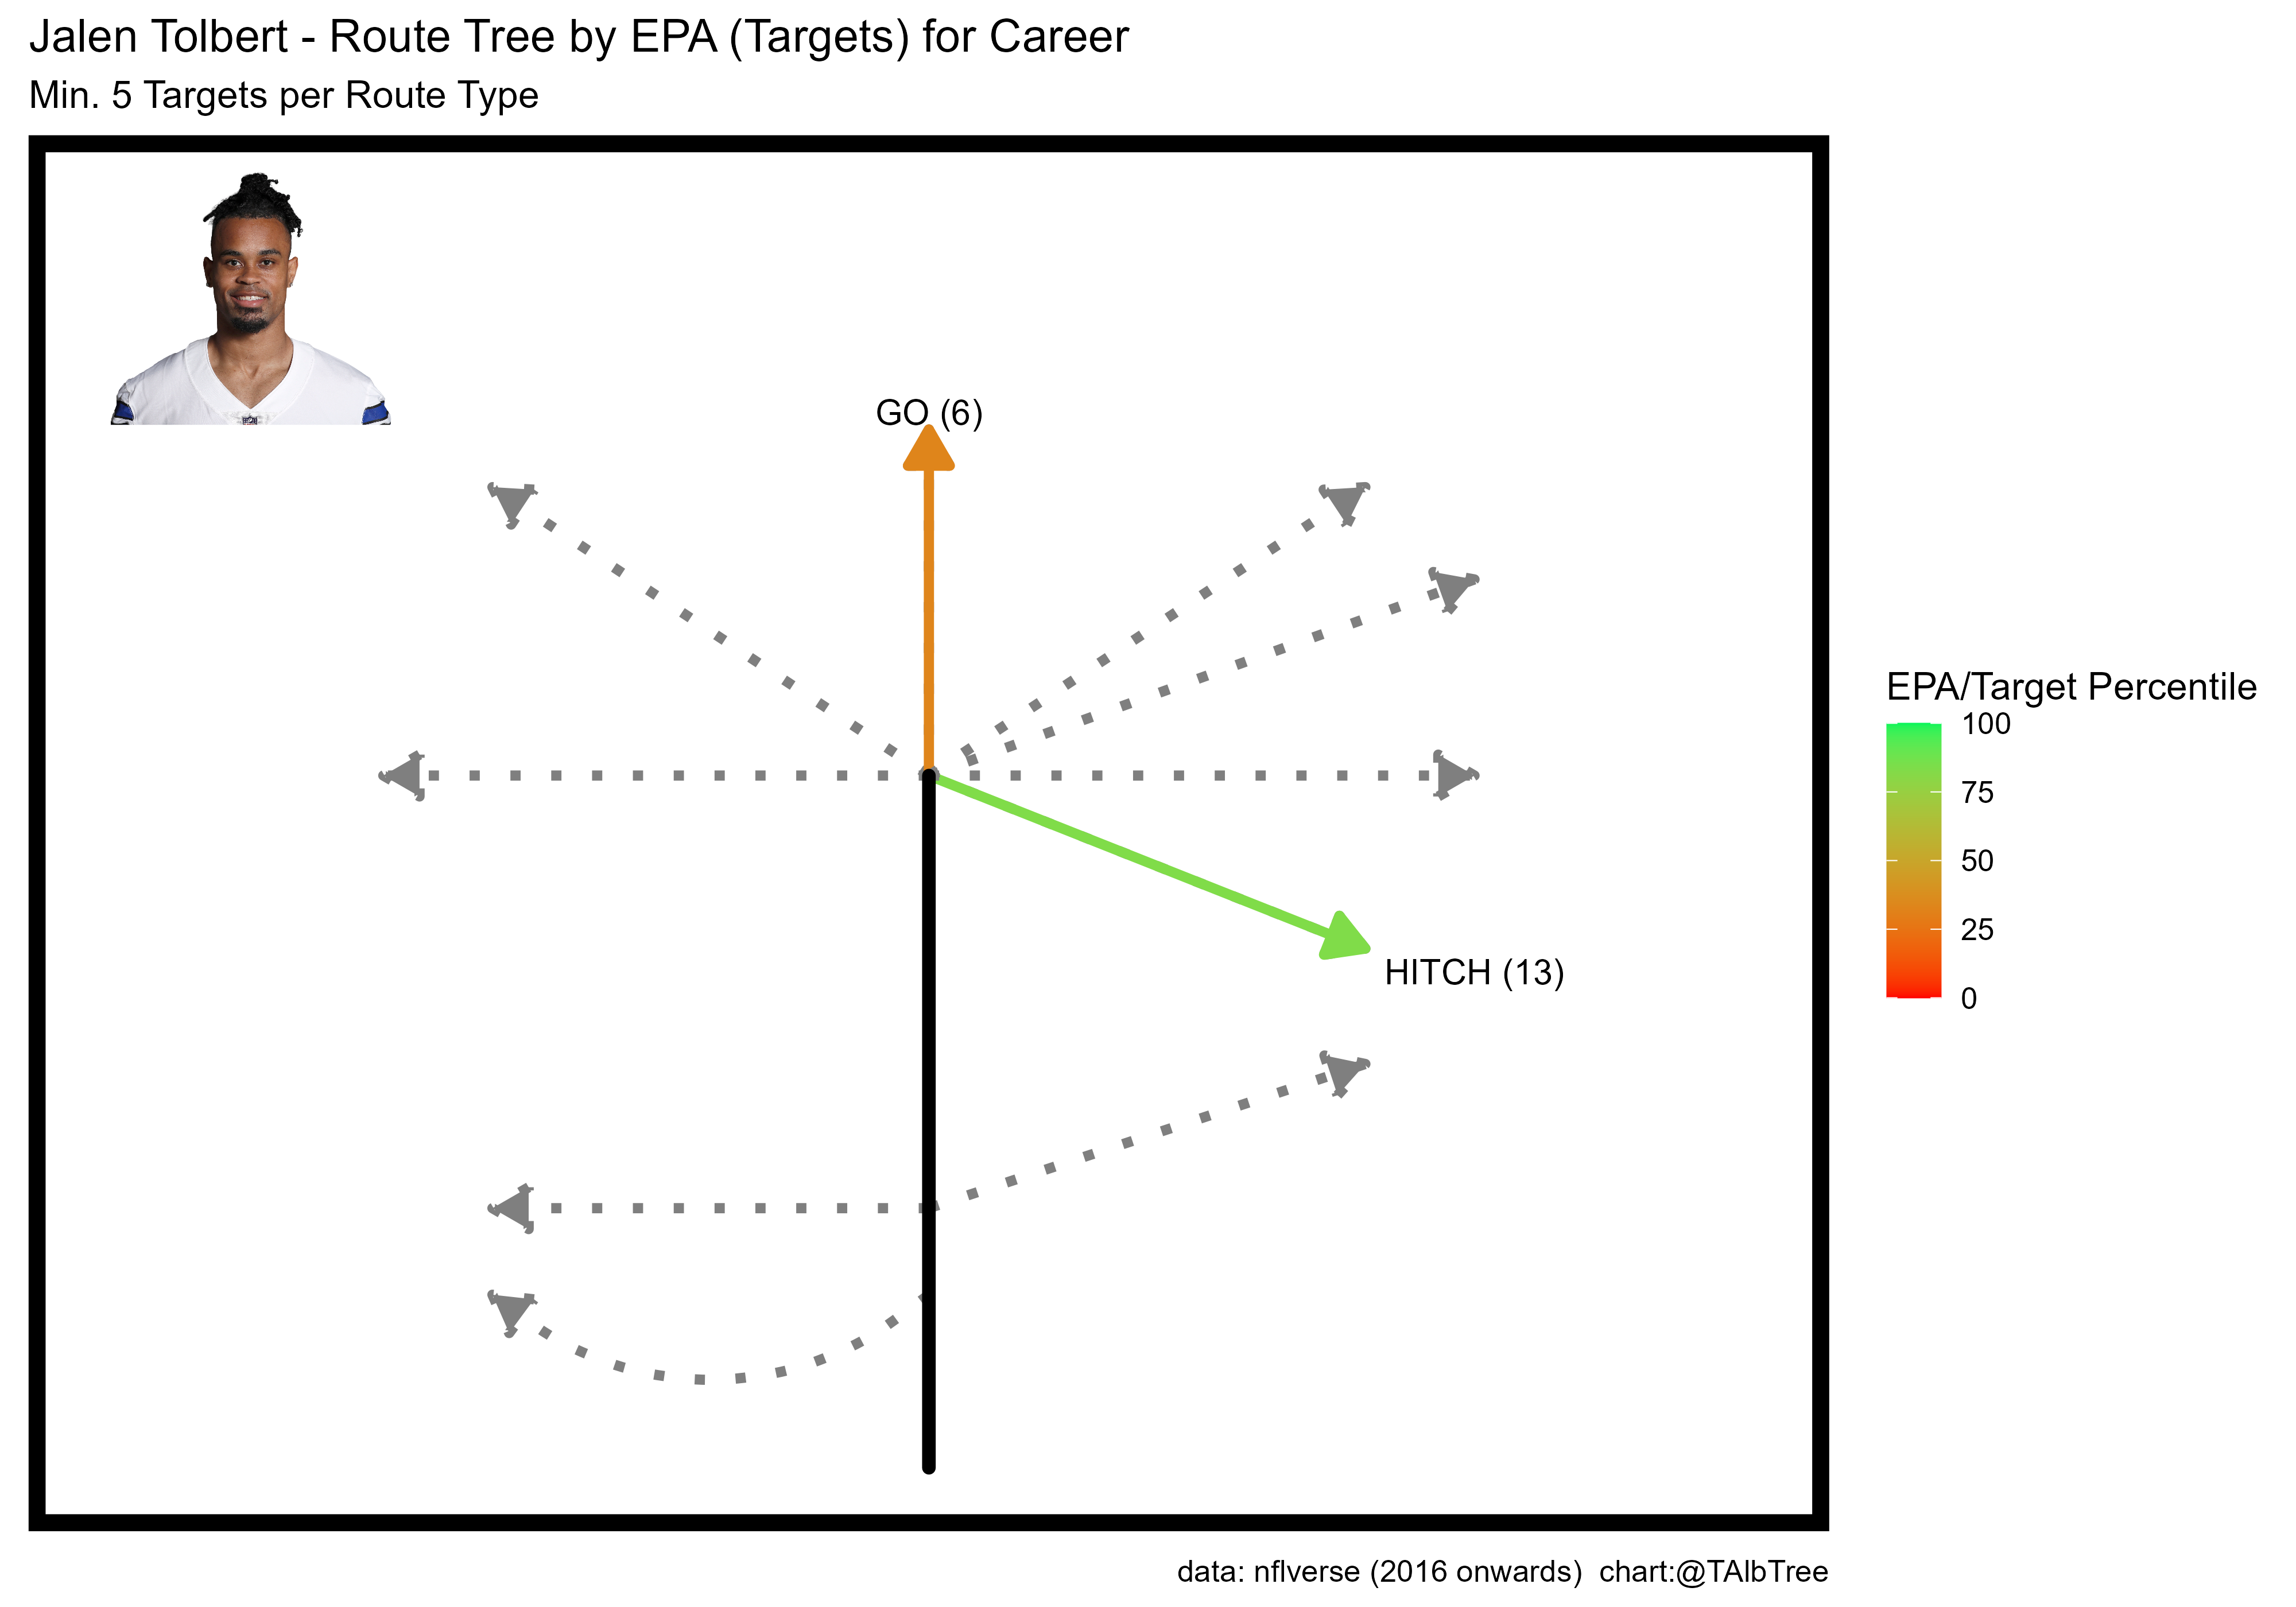 Jalen Tolbert - Route Tree by EPA (Targets) for Career
Min. 5 Targets per Route Type
GO (6)
HITCH (13)
EPA/Target Percentile
100
75
50
25
0
data: nflverse (2016 onwards)  chart:@TAlbTree